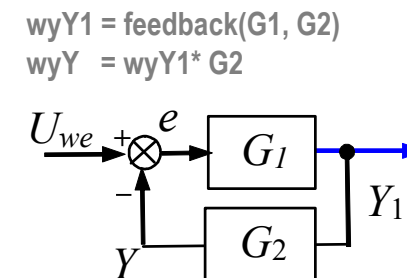 wyY1 = feedback(G1, G2)
wyY = wyY1* G2
Uwe + e G1
− Y1
Y G2